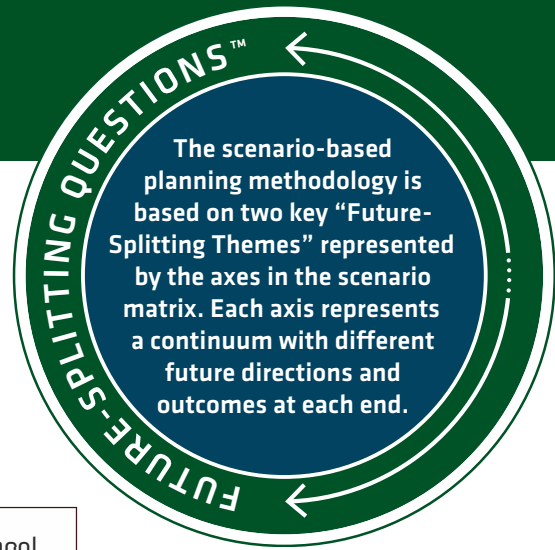 FUTURE-SPLITTING QUESTIONS™
The scenario-based
planning methodology is
based on two key “Future-
Splitting Themes” represented
by the axes in the scenario
matrix. Each axis represents
a continuum with different
future directions and
outcomes at each end.